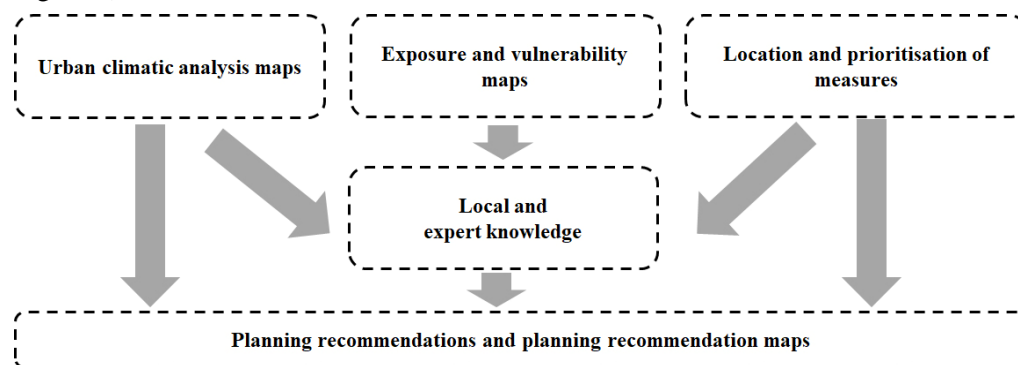 Urban climatic analysis maps
Exposure and vulnerability
maps
Location and prioritisation of
measures
Local and
expert knowledge
Planning recommendations and planning recommendation maps